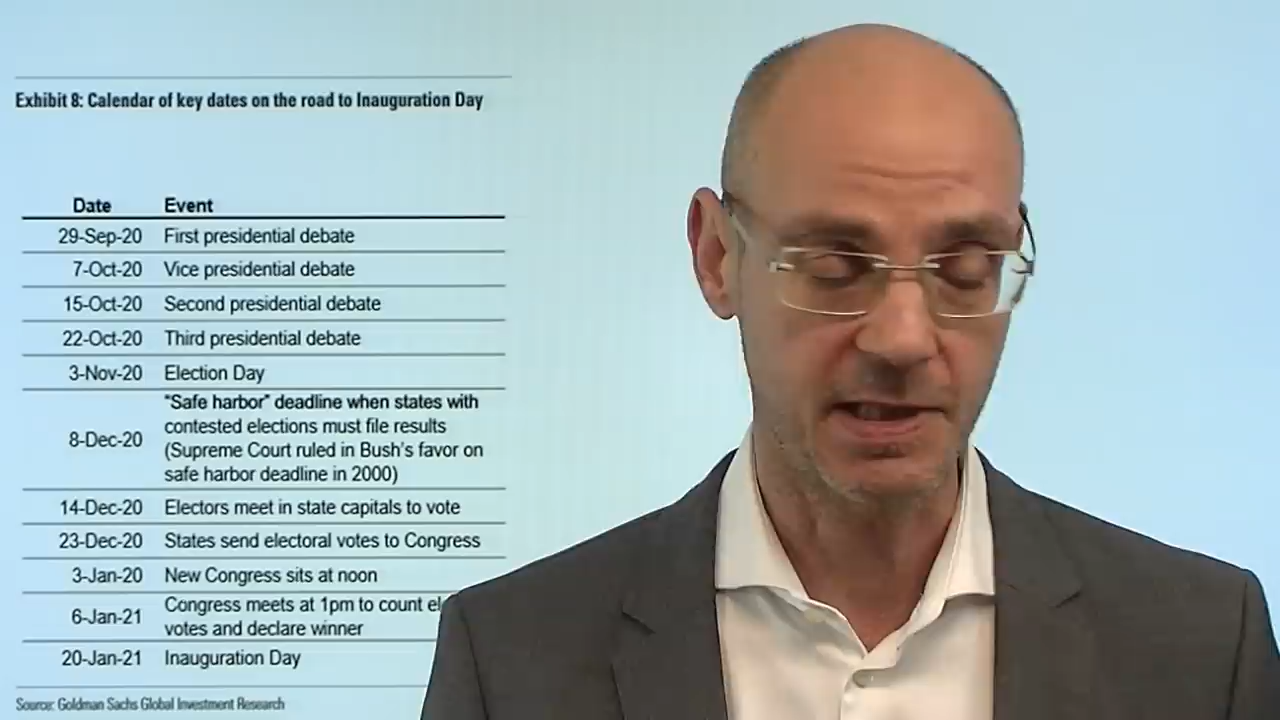 Exhibit 8: Calendar of key dates on the road to Inauguration Day
Date Event
29-Sep-20 First presidential debate
7-Oct-20 Vice presidential debate
15-Oct-20 Second presidential debate
22-Oct-20 Third presidential debate
3-Nov-20 Election Day
"Safe harbor" deadline when states with
contested elections must file results
8-Dec-20
(Supreme Court ruled in Bush's favor on
safe harbor deadline in 2000)
14-Dec-20 Electors meet in state capitals to vote
23-Dec-20 States send electoral votes to Congress
3-Jan-20 New Congress sits at noon
Congress meets at 1pm to count
6-Jan-21
votes and declare winner
20-Jan-21 Inauguration Day
Source: Goldman Sachs Global Investment Research